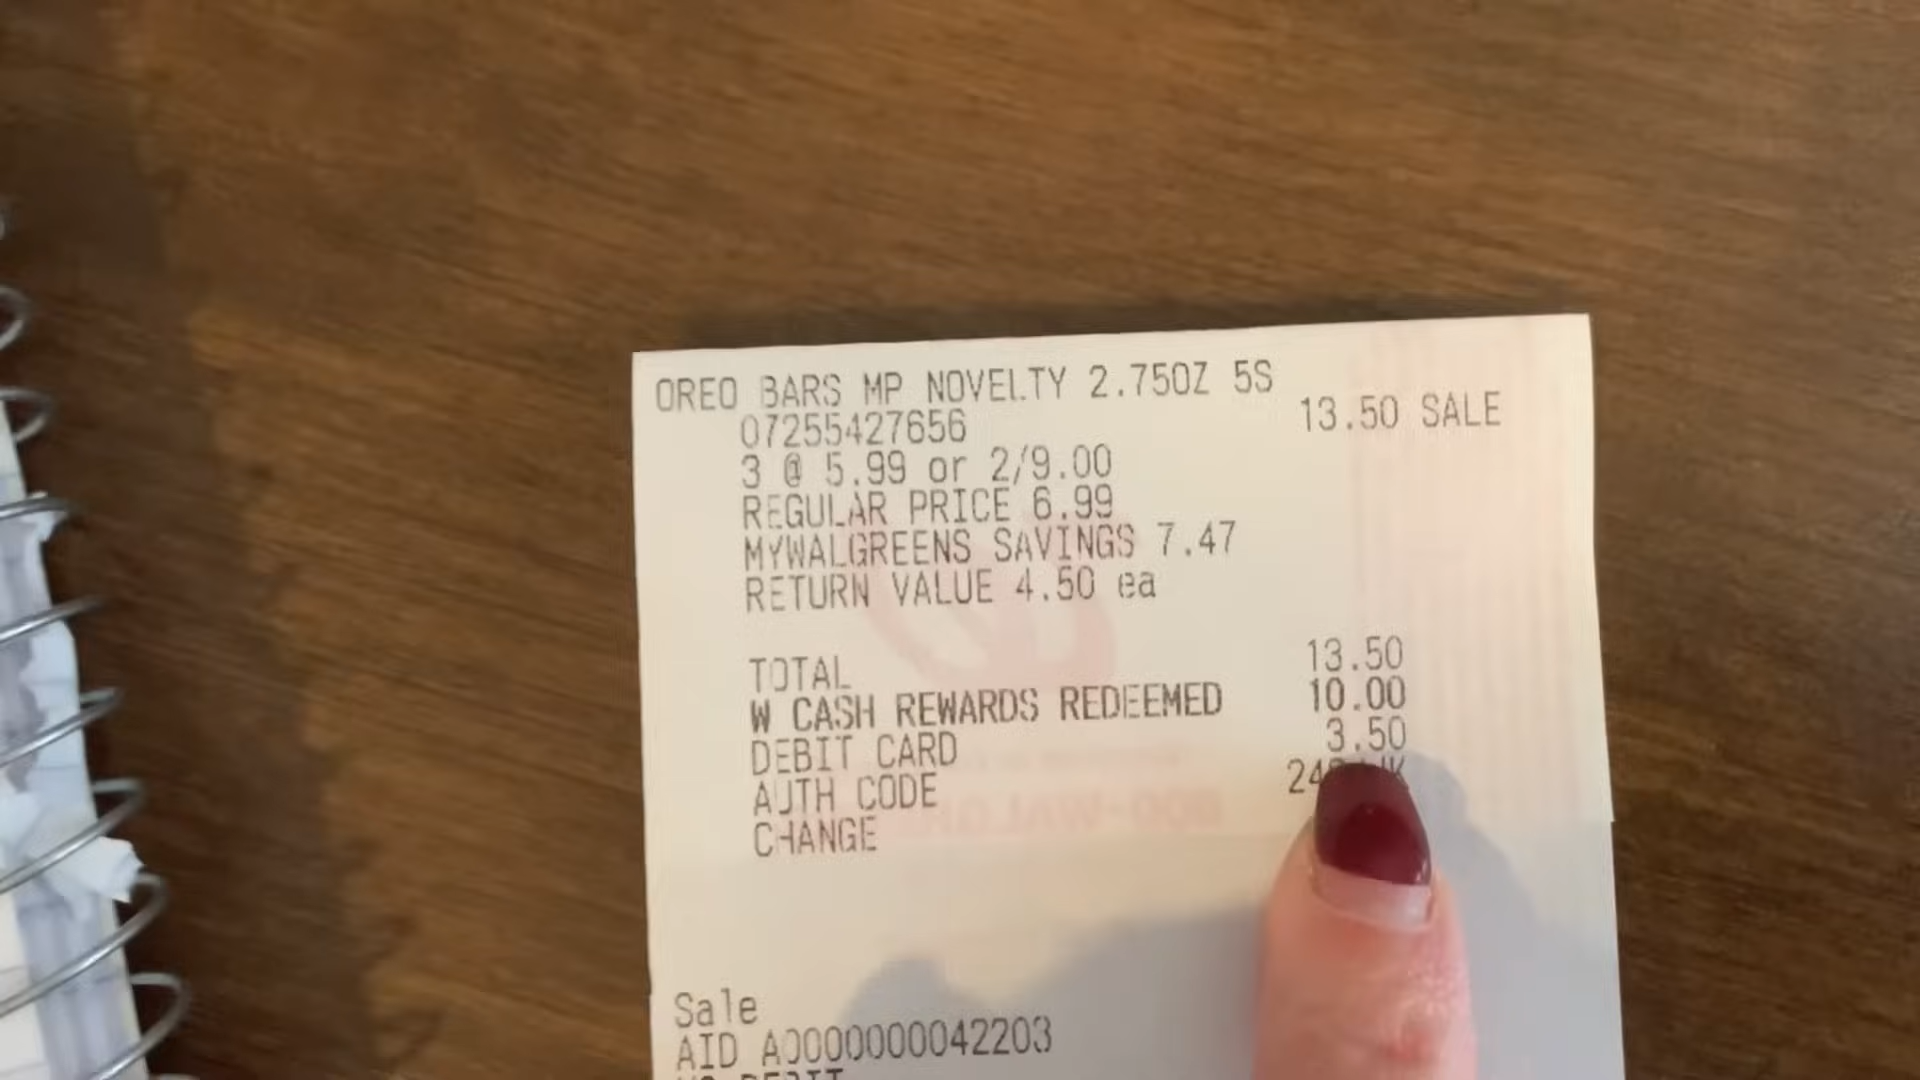 OREO BARS MP NOVELTY 2.75OZ 5S
07255427656 13.50 SALE
3 @ 5.99 or 2/9.00
REGULAR PRICE 6.99
MYWALGREENS SAVINGS 7.47
RETURN VALUE 4.50 ea
TOTAL 13.50
W CASH REWARDS REDEEMED 10.00
DEBIT CARD 3.50
AUTH CODE
CHANGE
Sale
AID A0000000042203